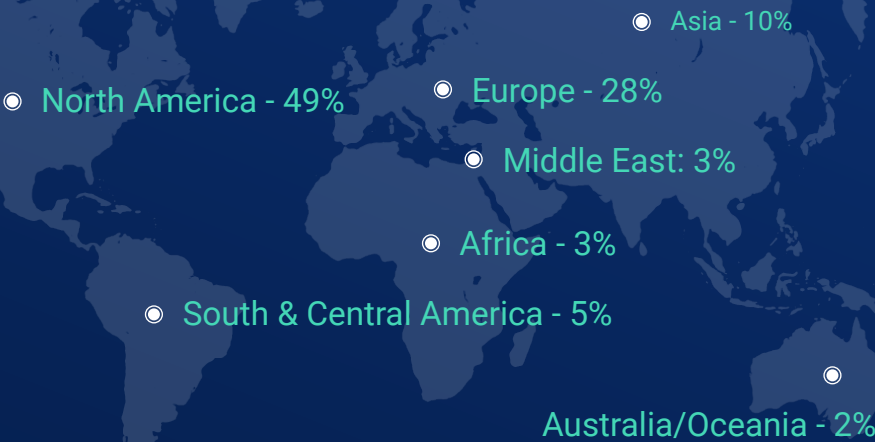 Asia - 10%
North America - 49%
Europe - 28%
Middle East: 3%
Africa - 3%
South & Central America - 5%
Australia/Oceania - 2%